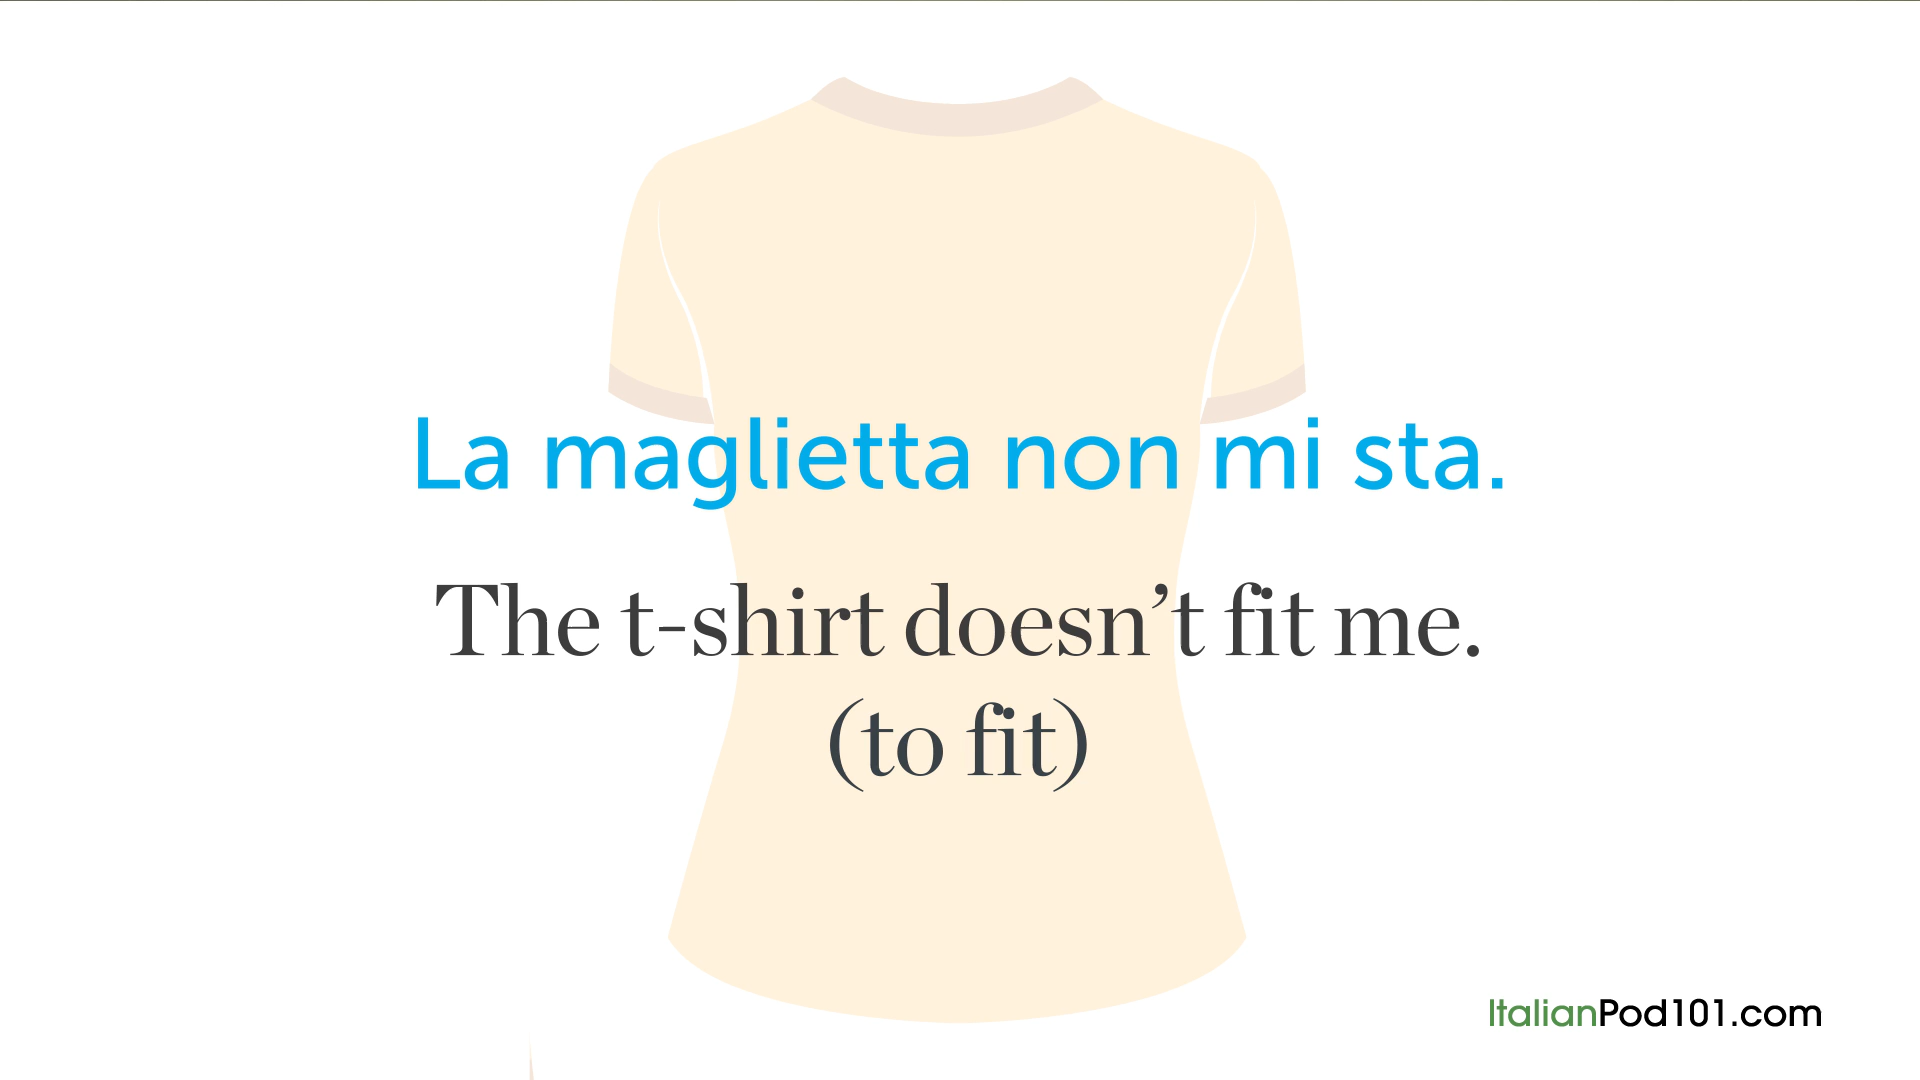 La maglietta non mi sta.
The t-shirt doesn’t fit me.
(to fit)
ItalianPod101.com